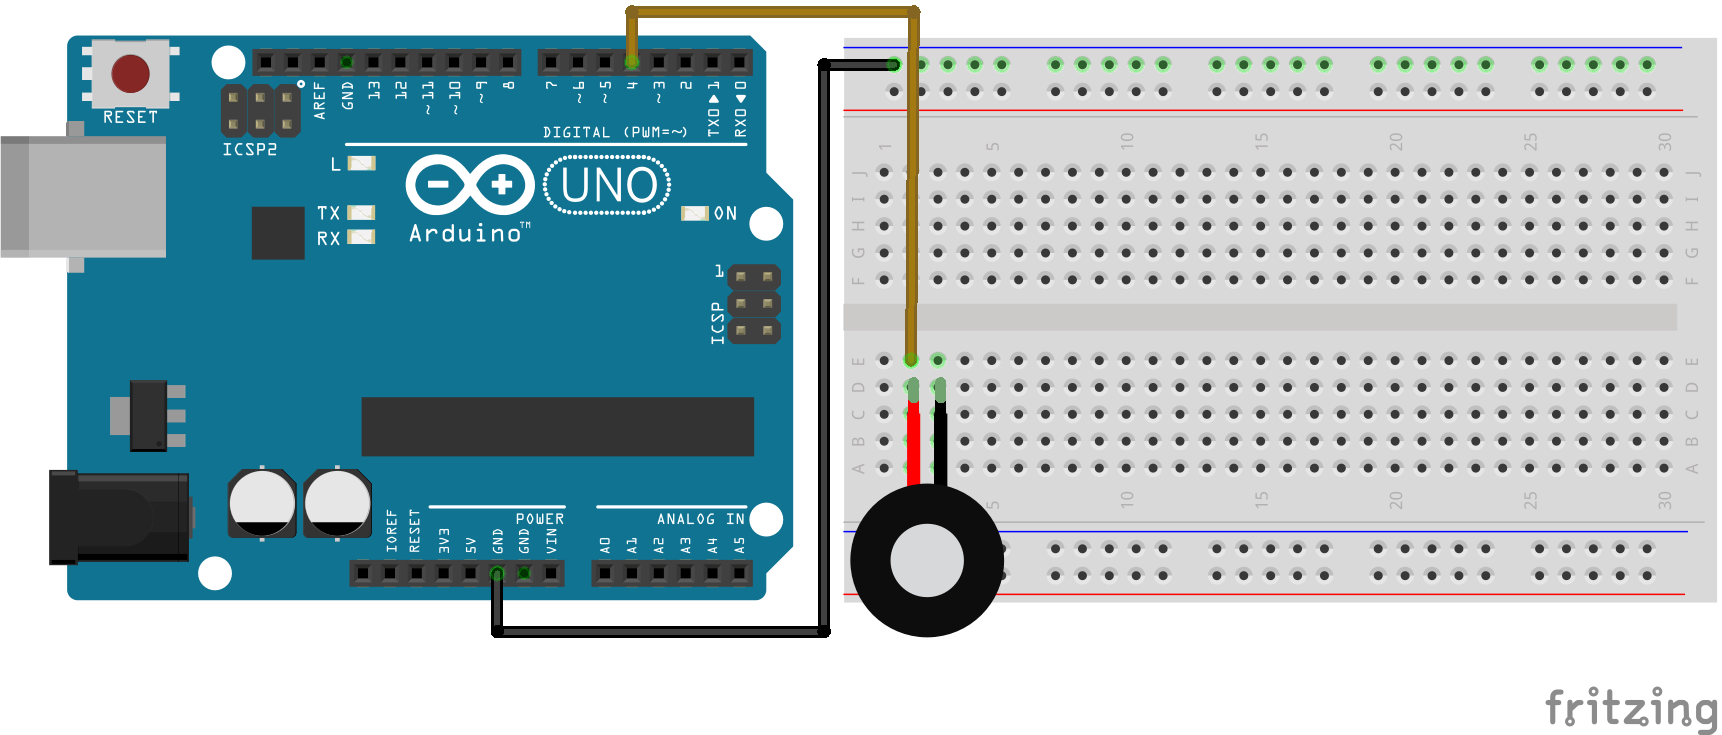 RESET
ICSP2
AREF
GND
13
12
~11
~10
~9
8
7
~6
~5
4
~3
2
TX0▶1
RX0◀0
DIGITAL (PWM=~)
L
TX
RX
UNO
Arduino™
ON
1
ICSP
IOREF
RESET
3V3
5V
GND
GND
VIN
POWER
A0
A1
A2
A3
A4
A5
ANALOG IN
1 5 10 15 20 25 30
J J
I I
H H
G G
F F
E E
D D
C C
B B
A A
5 10 15 20 25 30
fritzing